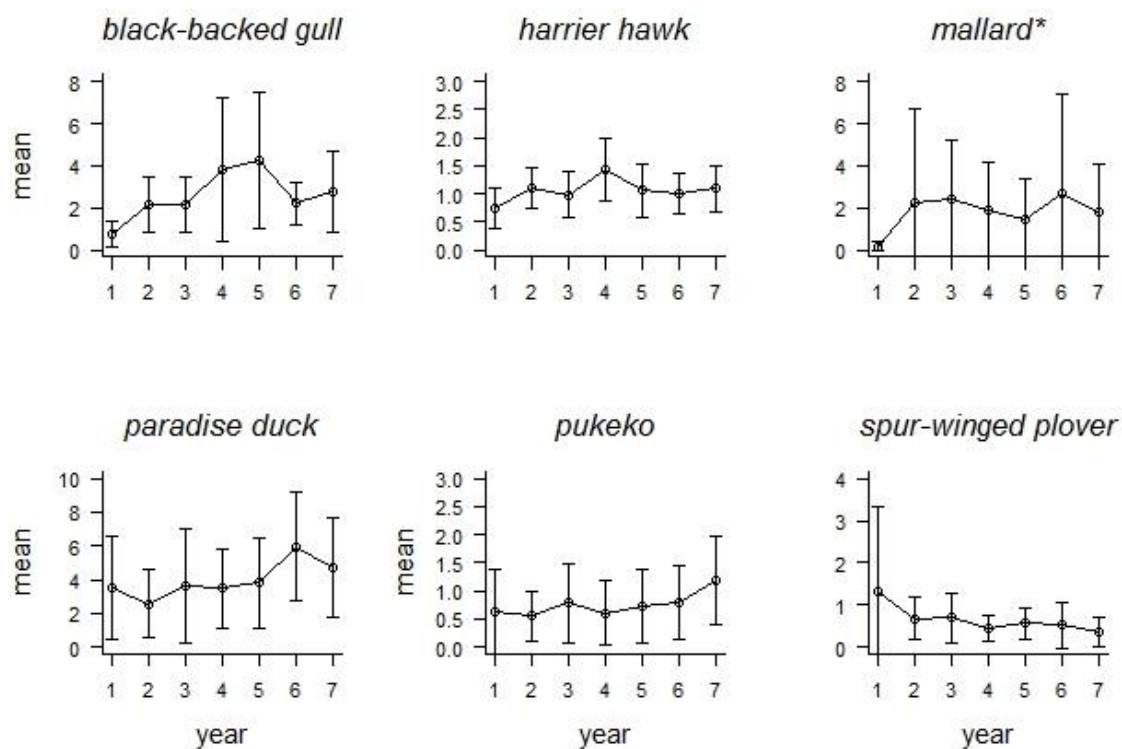 black-backed gull
harrier hawk
mallard*
mean
8
6
4
2
0
1 2 3 4 5 6 7
3.0
2.5
2.0
1.5
1.0
0.5
0.0
1 2 3 4 5 6 7
8
6
4
2
0
1 2 3 4 5 6 7
paradise duck
pukeko
spur-winged plover
mean
10
8
6
4
2
0
1 2 3 4 5 6 7
year
mean
3.0
2.5
2.0
1.5
1.0
0.5
0.0
1 2 3 4 5 6 7
4
3
2
1
0
1 2 3 4 5 6 7
year